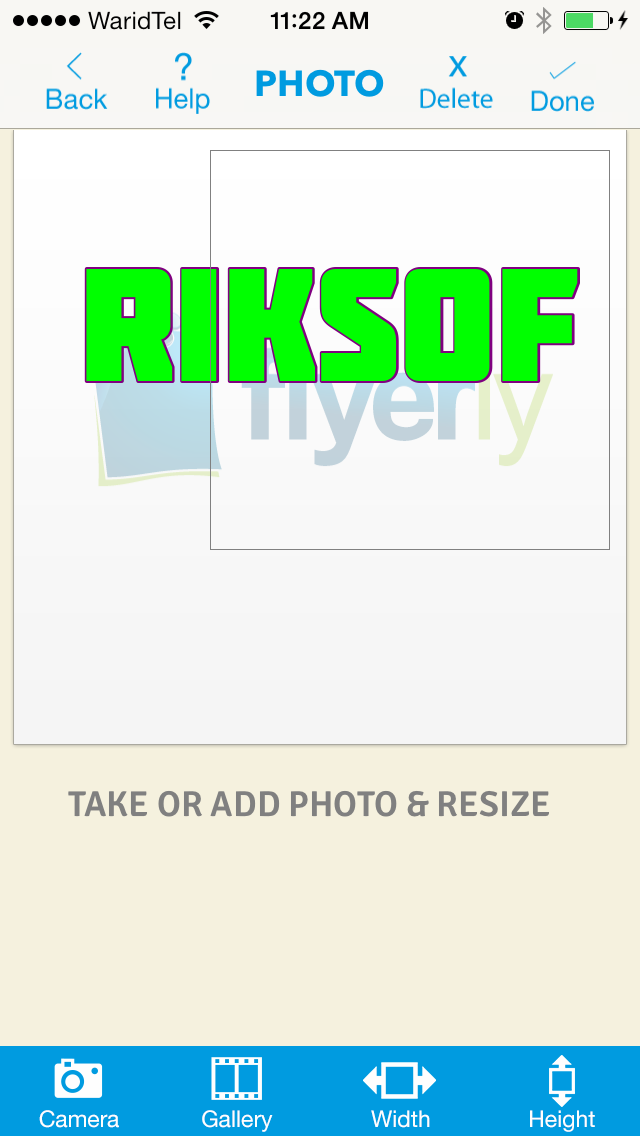 WaridTel 11:22 AM
Back ? Help PHOTO X Delete Done
RIKSOF
flyerly
TAKE OR ADD PHOTO & RESIZE
Camera Gallery Width Height